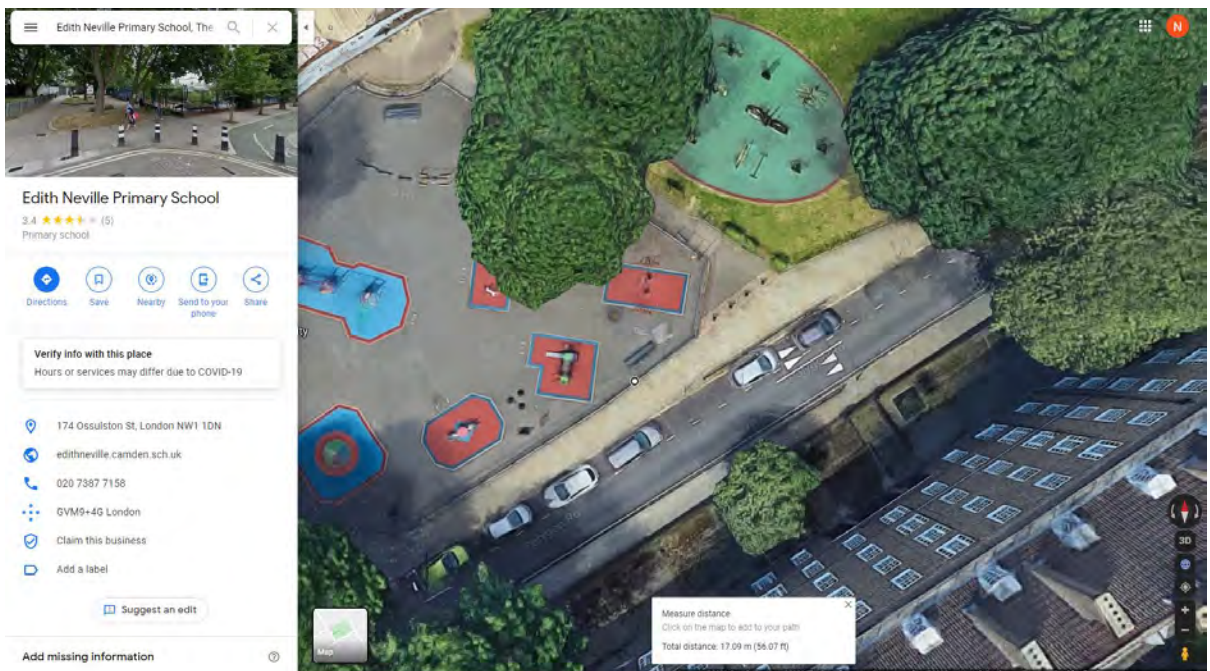 Edith Neville Primary School, The
Edith Neville Primary School
3.4 (5)
Primary school
Directions
Save
Nearby
Send to your
phone
Share
Verify info with this place
Hours or services may differ due to COVID-19
174 Ossulston St, London NW1 1DN
edithneville.camden.sch.uk
020 7387 7158
GVM9+4G London
Claim this business
Add a label
Suggest an edit
Add missing information
N
Map
Measure distance
Click on the map to add to your path
Total distance: 17.09 m (56.07 ft)
3D